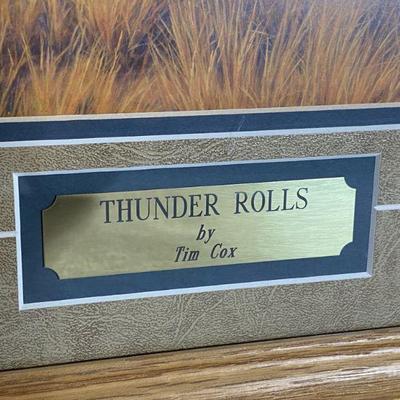 THUNDER ROLLS
by
Tim Cox